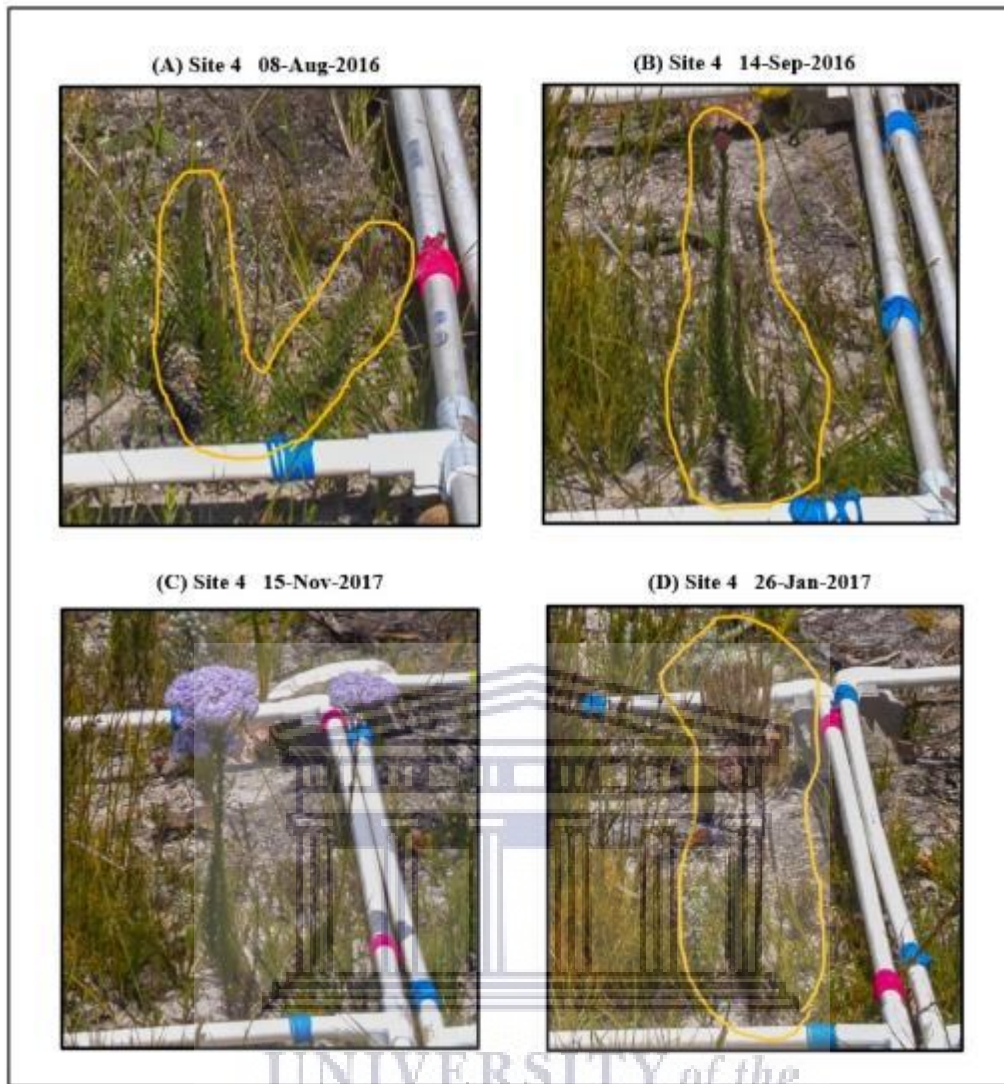 (A) Site 4 08-Aug-2016
(B) Site 4 14-Sep-2016
(C) Site 4 15-Nov-2017
(D) Site 4 26-Jan-2017
UNIVERSITY of the